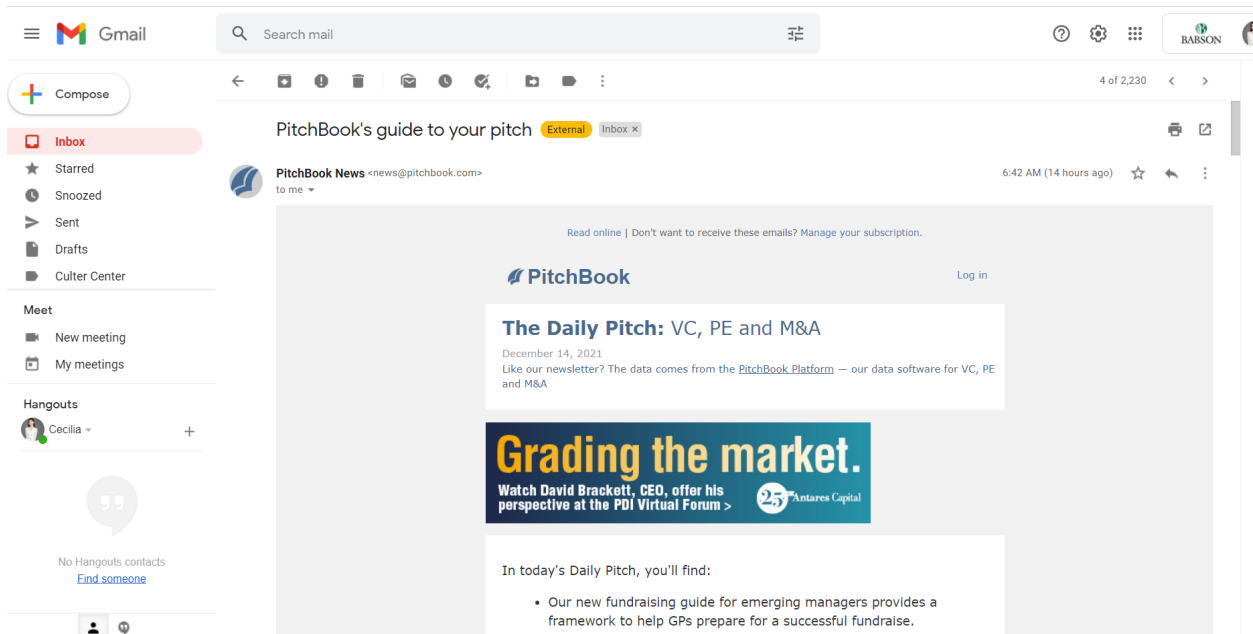 Gmail
Search mail
BABSON
Compose
4 of 2,230
Inbox
Starred
Snoozed
Sent
Drafts
Culter Center
Meet
New meeting
My meetings
Hangouts
Cecilia
No Hangouts contacts
Find someone
PitchBook's guide to your pitch External Inbox ×
PitchBook News <news@pitchbook.com>
6:42 AM (14 hours ago)
to me
Read online | Don't want to receive these emails? Manage your subscription.
PitchBook
Log in
The Daily Pitch: VC, PE and M&A
December 14, 2021
Like our newsletter? The data comes from the PitchBook Platform — our data software for VC, PE
and M&A
Grading the market.
Watch David Brackett, CEO, offer his
perspective at the PDI Virtual Forum >
25 Antares Capital
In today's Daily Pitch, you'll find:
• Our new fundraising guide for emerging managers provides a
framework to help GPs prepare for a successful fundraise.